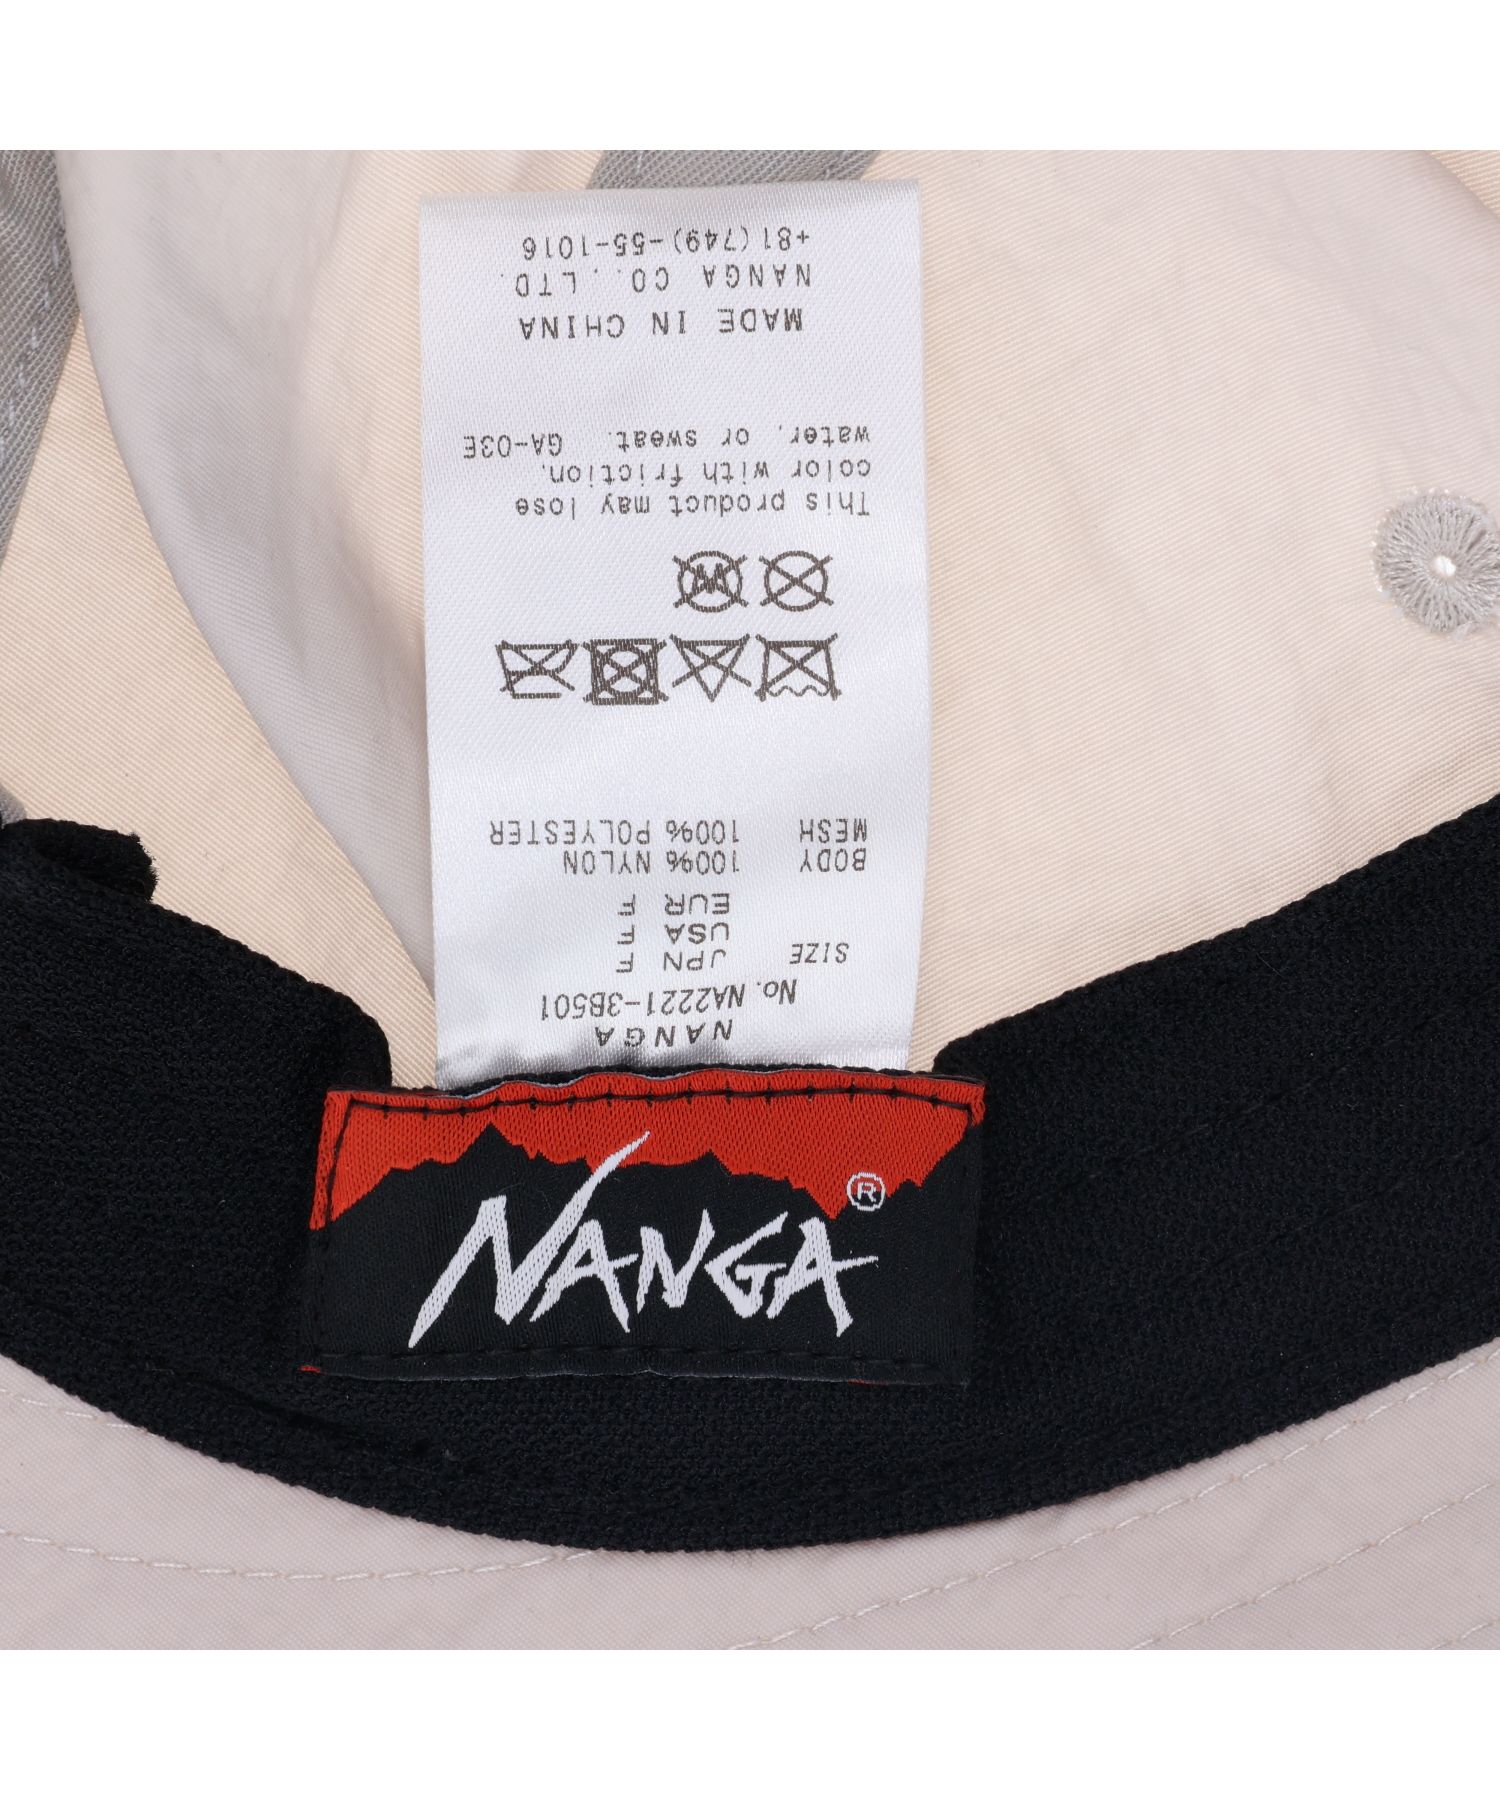 NANGA
No. NA2221-3B501
SIZE JPN F
USA F
EUR F
BODY 100% NYLON
MESH 100% POLYESTER
This product may lose
color with friction,
water, or sweat. GA-03E
MADE IN CHINA
NANGA CO., LTD.
+81(749)-55-1016
NANGA®